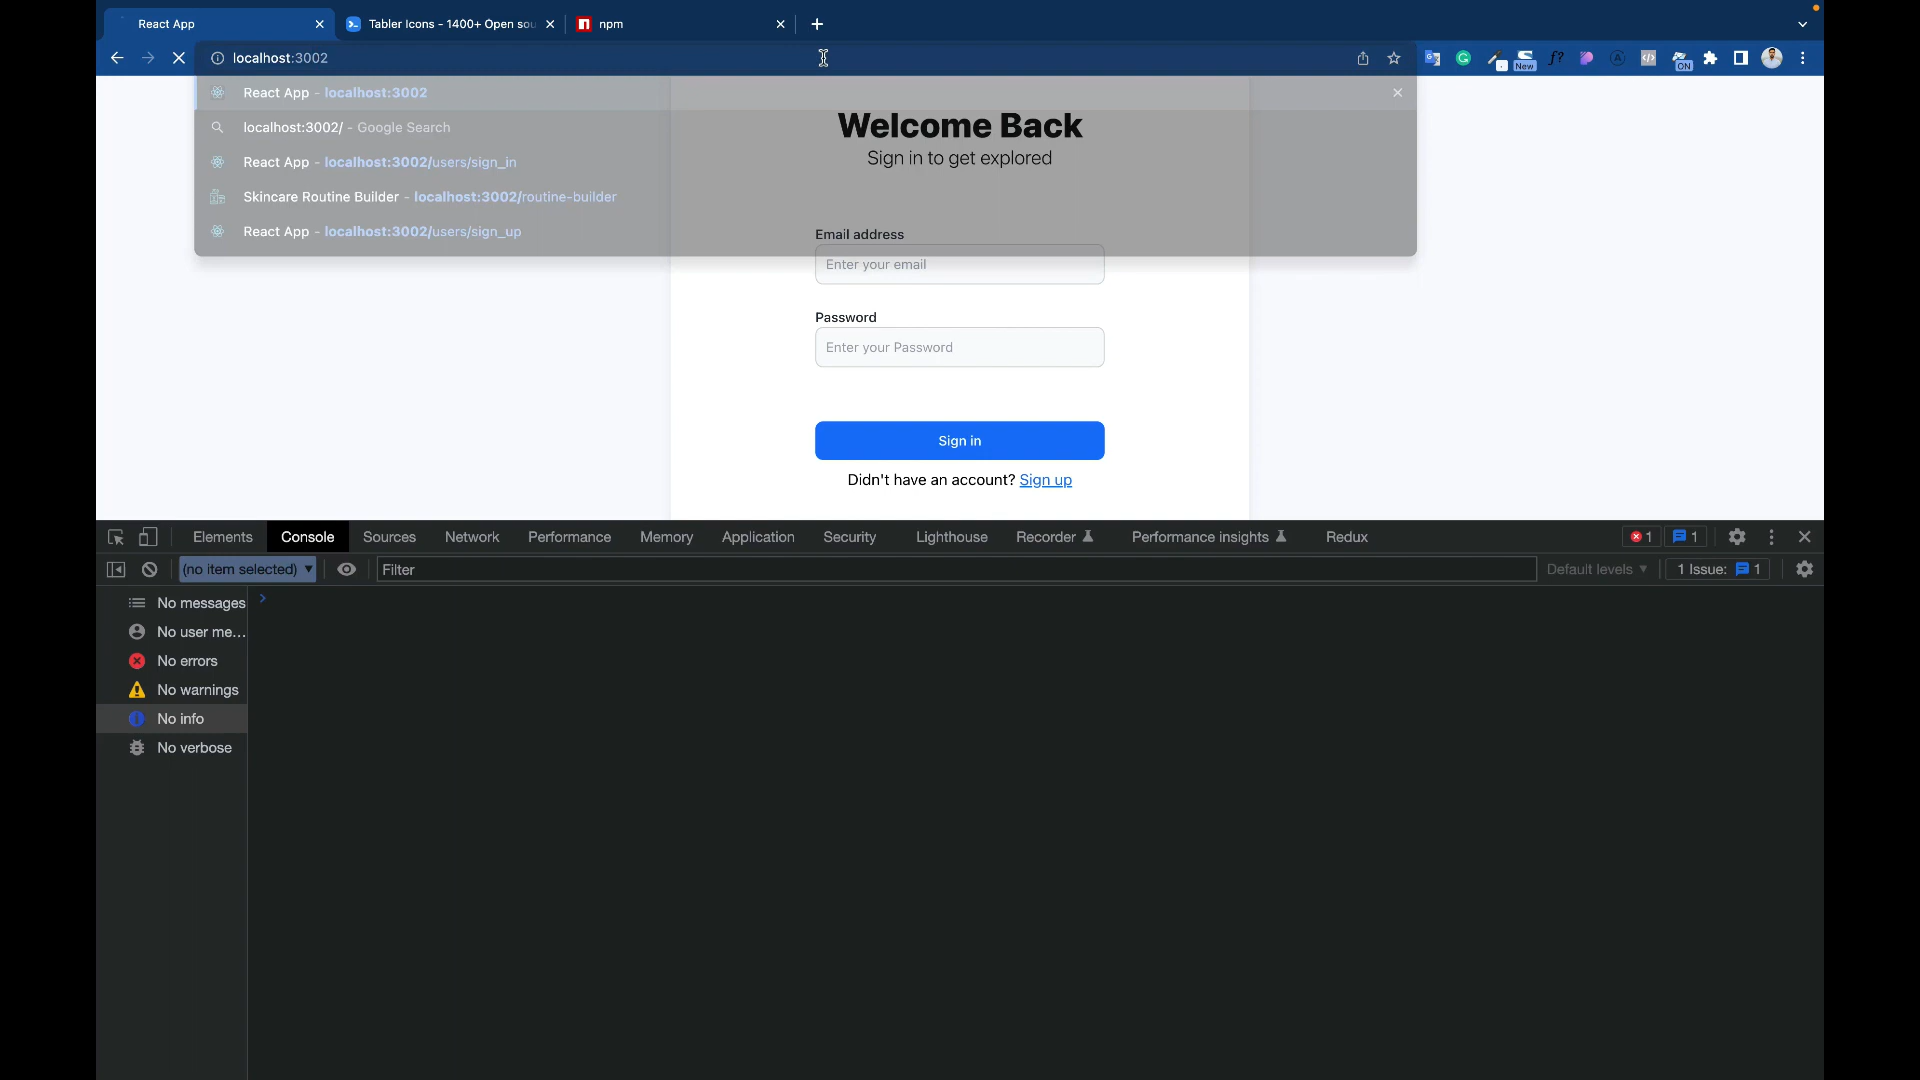 React App
Tabler Icons - 1400+ Open sou
npm
localhost:3002
New
ON
React App - localhost:3002
localhost:3002/ - Google Search
React App - localhost:3002/users/sign_in
Skincare Routine Builder - localhost:3002/routine-builder
React App - localhost:3002/users/sign_up
Welcome Back
Sign in to get explored
Email address
Enter your email
Password
Enter your Password
Sign in
Didn't have an account? Sign up
Elements
Console
Sources
Network
Performance
Memory
Application
Security
Lighthouse
Recorder
Performance insights
Redux
1
1
(no item selected)
Filter
Default levels
1 Issue: 1
No messages
No user me...
No errors
No warnings
No info
No verbose